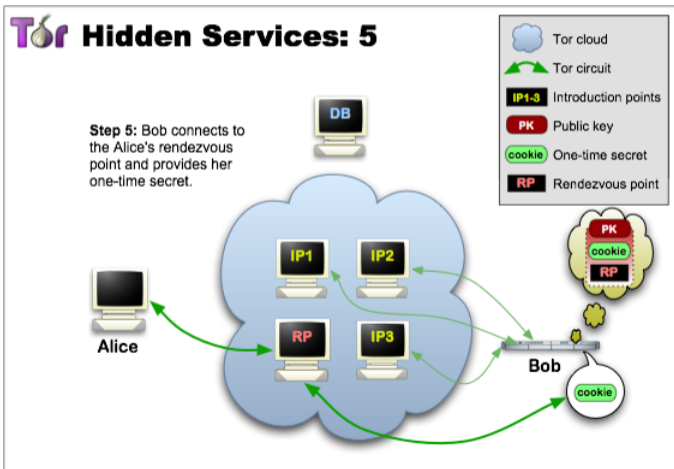 Tor Hidden Services: 5
Tor cloud
Tor circuit
IP1-3 Introduction points
PK Public key
cookie One-time secret
RP Rendezvous point
DB
Step 5: Bob connects to
the Alice's rendezvous
point and provides her
one-time secret.
PK
cookie
RP
IP1 IP2
RP IP3
Alice
Bob
cookie